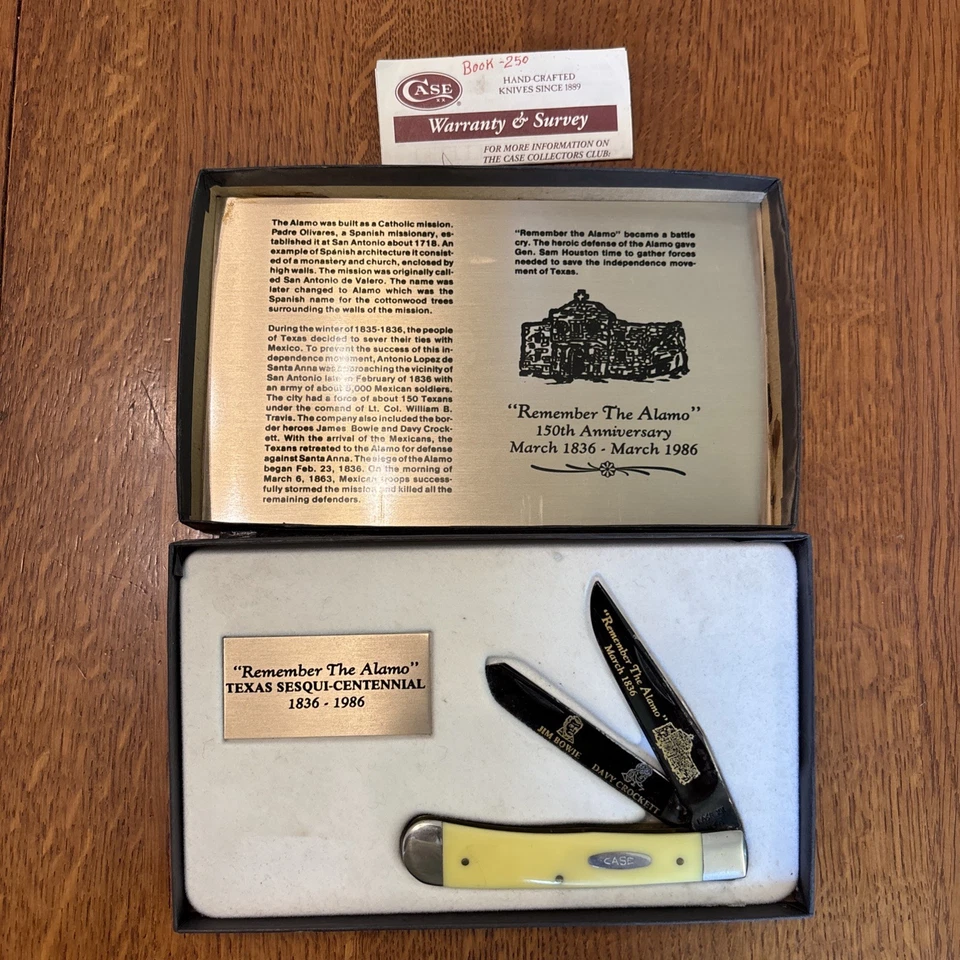 Book -250
CASE
XX
HAND-CRAFTED
KNIVES SINCE 1889
Warranty & Survey
FOR MORE INFORMATION ON
THE CASE COLLECTORS CLUB:
The Alamo was built as a Catholic mission.
Padre Olivares, a Spanish missionary, es-
tablished it at San Antonio about 1718. An
example of Spanish architecture it consist-
ed of a monastery and church, enclosed by
high walls. The mission was originally call-
ed San Antonio de Valero. The name was
later changed to Alamo which was the
Spanish name for the cottonwood trees
surrounding the walls of the mission.
During the winter of 1835-1836, the people
of Texas decided to sever their ties with
Mexico. To prevent the success of this in-
dependence movement, Antonio Lopez de
Santa Anna was approaching the vicinity of
San Antonio late in February of 1836 with
an army of about 5,000 Mexican soldiers.
The city had a force of about 150 Texans
under the comand of Lt. Col. William B.
Travis. The company also included the bor-
der heroes James Bowie and Davy Crock-
ett. With the arrival of the Mexicans, the
Texans retreated to the Alamo for defense
against Santa Anna. The siege of the Alamo
began Feb. 23, 1836. On the morning of
March 6, 1863, Mexican troops success-
fully stormed the mission and killed all the
remaining defenders.
"Remember the Alamo" became a battle
cry. The heroic defense of the Alamo gave
Gen. Sam Houston time to gather forces
needed to save the independence move-
ment of Texas.
"Remember The Alamo"
150th Anniversary
March 1836 - March 1986
"Remember The Alamo"
TEXAS SESQUI-CENTENNIAL
1836 - 1986
"Remember The Alamo"
March 1836
JIM BOWIE
DAVY CROCKETT
CASE